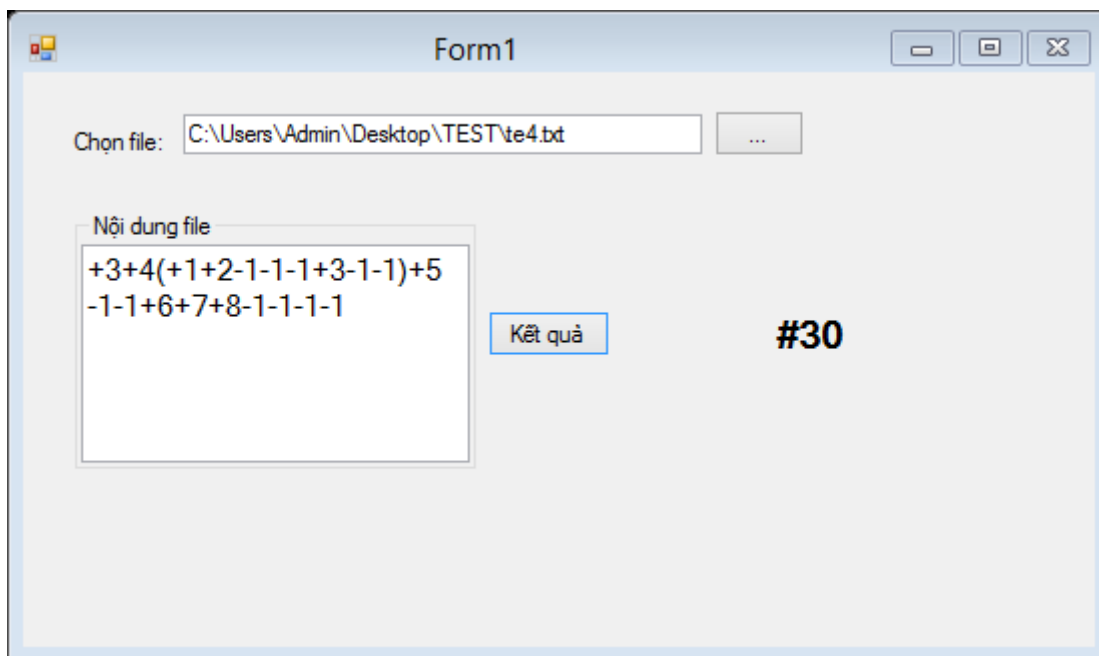 Form1
Chọn file:
C:\Users\Admin\Desktop\TEST\te4.txt
...
Nội dung file
+3+4(+1+2-1-1-1+3-1-1)+5
-1-1+6+7+8-1-1-1-1
Kết quả
#30